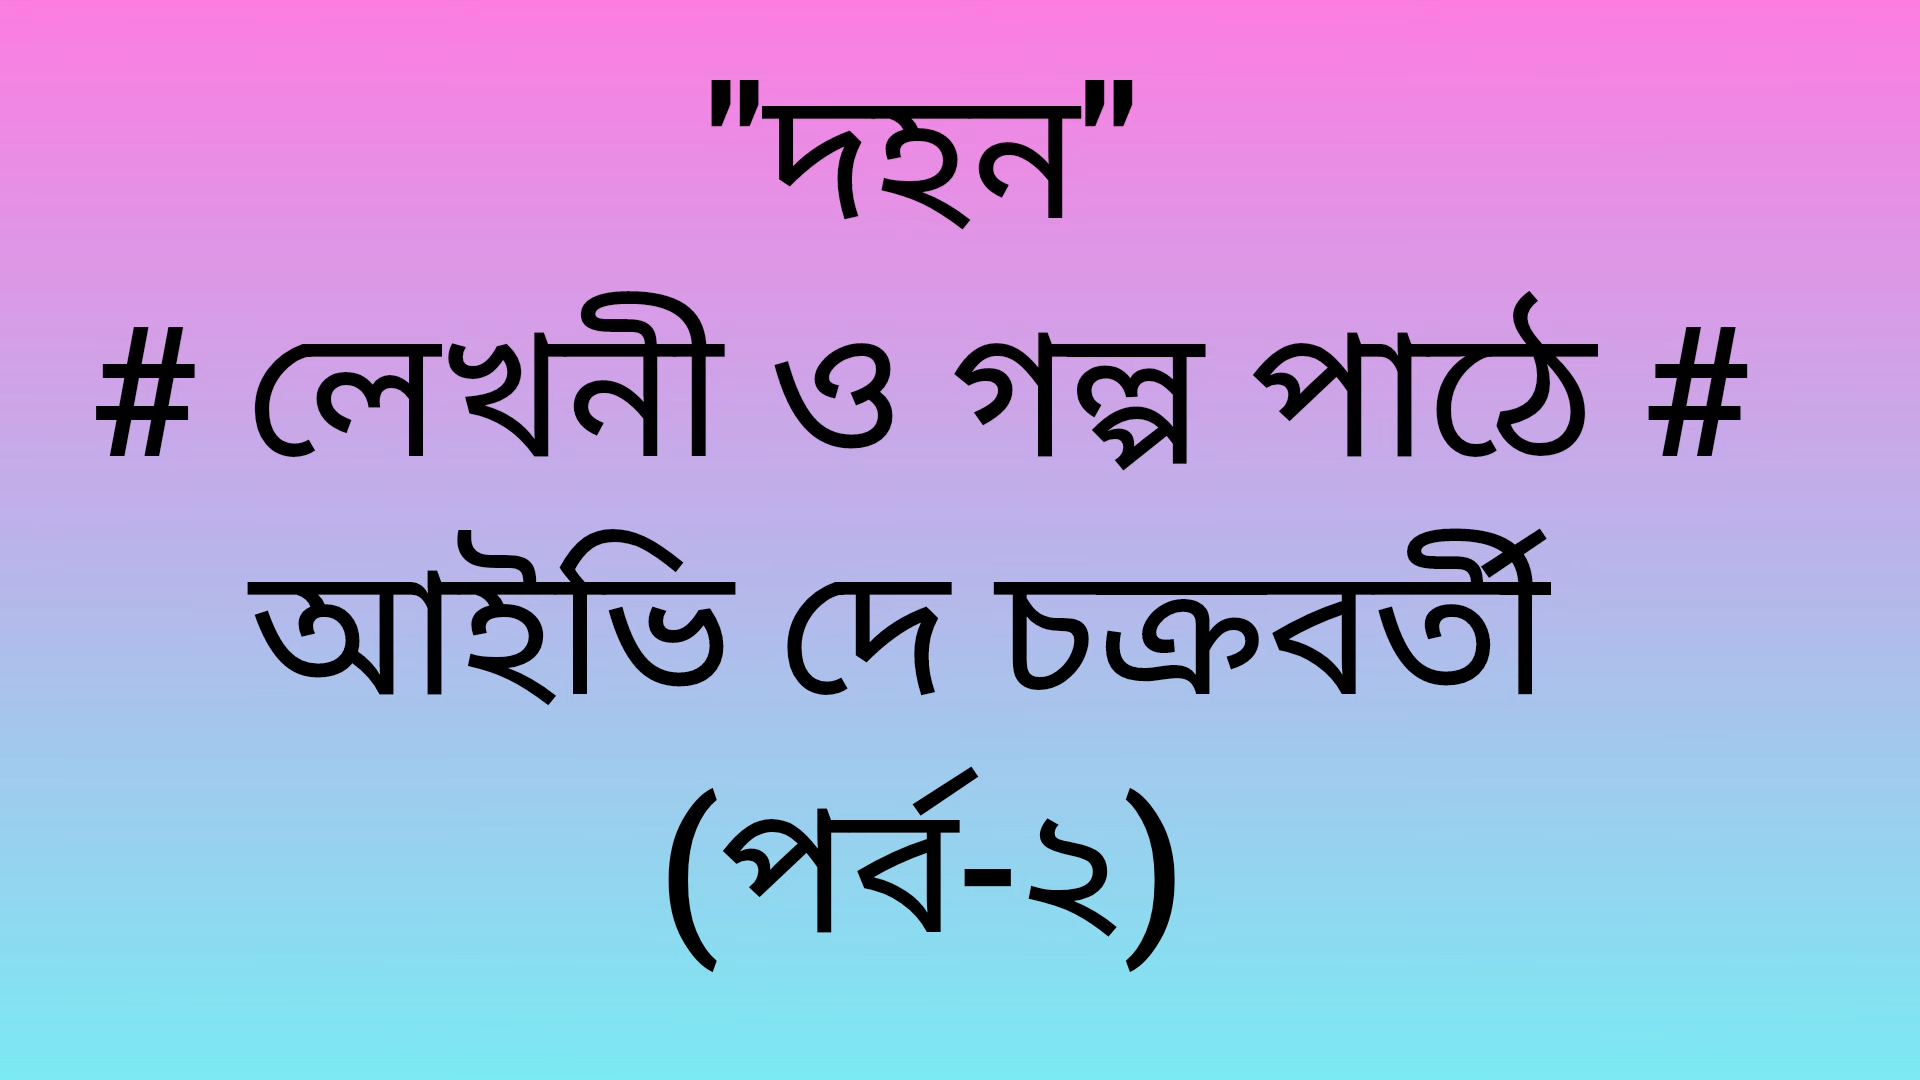 "দহন"
# লেখনী ও গল্প পাঠে #
আইভি দে চক্রবর্তী
(পর্ব-২)